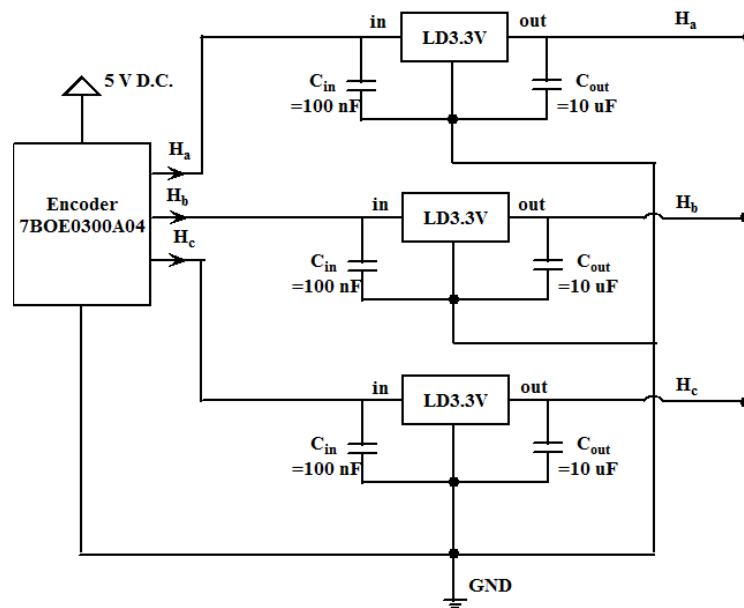 in
LD3.3V
out
Ha
Cin
=100 nF
Cout
=10 uF
5 V D.C.
Encoder
7BOE0300A04
Ha
Hb
Hc
in
LD3.3V
out
Hb
Cin
=100 nF
Cout
=10 uF
in
LD3.3V
out
Hc
Cin
=100 nF
Cout
=10 uF
GND